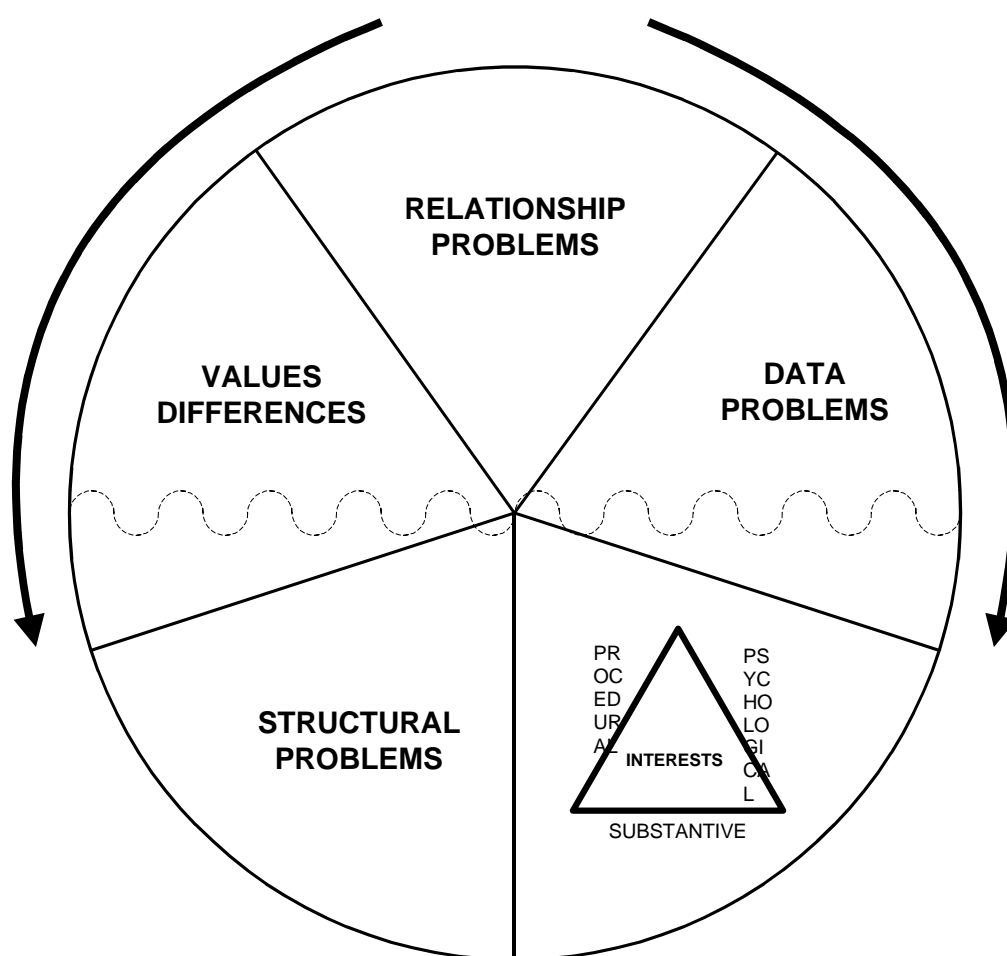 RELATIONSHIP
PROBLEMS
VALUES
DIFFERENCES
DATA
PROBLEMS
STRUCTURAL
PROBLEMS
PR
OC
ED
UR
AL
INTERESTS
PS
YC
HO
LO
GI
CA
L
SUBSTANTIVE